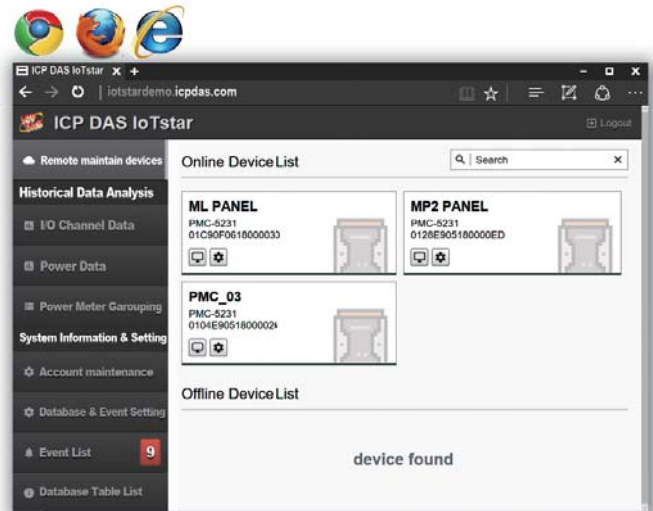 ICP DAS IoTstar
iotstardemo.icpdas.com
ICP DAS IoTstar
Logout
Remote maintain devices
Online Device List
Search
Historical Data Analysis
I/O Channel Data
Power Data
Power Meter Garouping
System Information & Setting
Account maintenance
Database & Event Setting
Event List
9
Database Table List
ML PANEL
PMC-5231
MP2 PANEL
PMC-5231
0128E905180000ED
PMC_03
PMC-5231
Offline Device List
device found